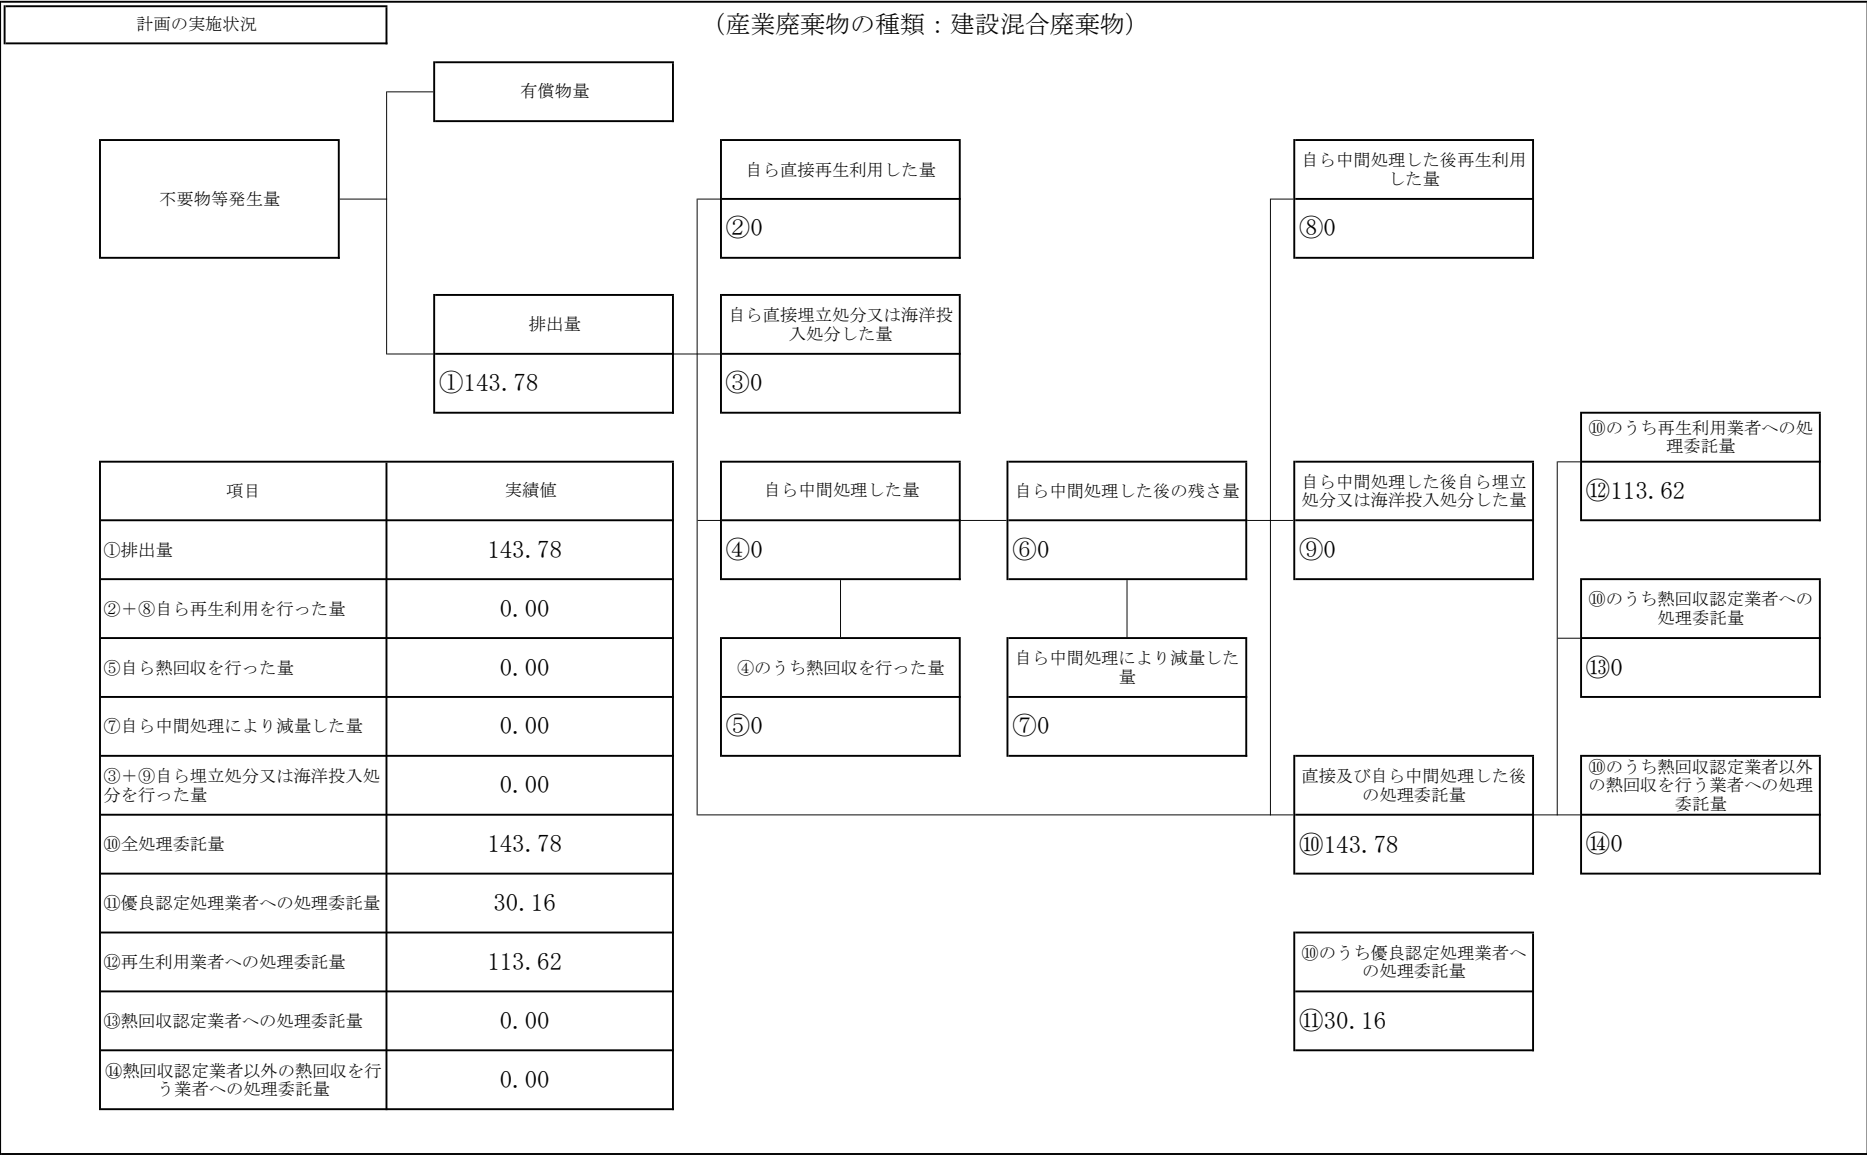 計画の実施状況
（産業廃棄物の種類：建設混合廃棄物）
有償物量
不要物等発生量
排出量
①143.78
自ら直接再生利用した量
②0
自ら直接埋立処分又は海洋投
入処分した量
③0
自ら中間処理した後再生利用
した量
⑧0
項目
実績値
①排出量
143.78
②＋⑧自ら再生利用を行った量
0.00
⑤自ら熱回収を行った量
0.00
⑦自ら中間処理により減量した量
0.00
③＋⑨自ら埋立処分又は海洋投入処
分を行った量
0.00
⑩全処理委託量
143.78
⑪優良認定処理業者への処理委託量
30.16
⑫再生利用業者への処理委託量
113.62
⑬熱回収認定業者への処理委託量
0.00
⑭熱回収認定業者以外の熱回収を行
う業者への処理委託量
0.00
自ら中間処理した量
④0
④のうち熱回収を行った量
⑤0
自ら中間処理した後の残さ量
⑥0
自ら中間処理により減量した
量
⑦0
自ら中間処理した後自ら埋立
処分又は海洋投入処分した量
⑨0
直接及び自ら中間処理した後
の処理委託量
⑩143.78
⑩のうち優良認定処理業者へ
の処理委託量
⑪30.16
⑩のうち再生利用業者への処
理委託量
⑫113.62
⑩のうち熱回収認定業者への
処理委託量
⑬0
⑩のうち熱回収認定業者以外
の熱回収を行う業者への処理
委託量
⑭0